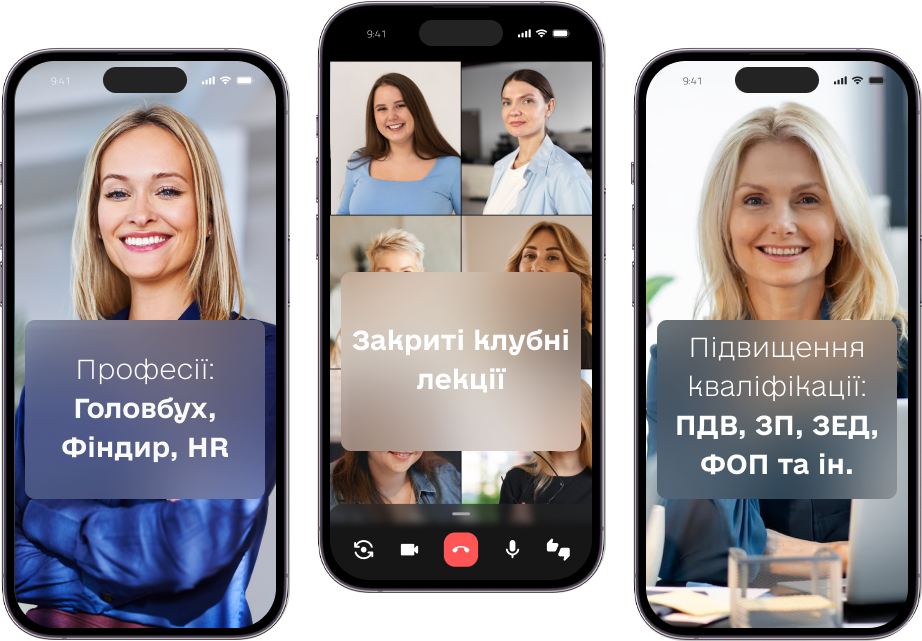 9:41
Професії:
Головбух,
Фіндир, HR
9:41
Закриті клубні
лекції
9:41
Підвищення
кваліфікації:
ПДВ, ЗП, ЗЕД,
ФОП та ін.